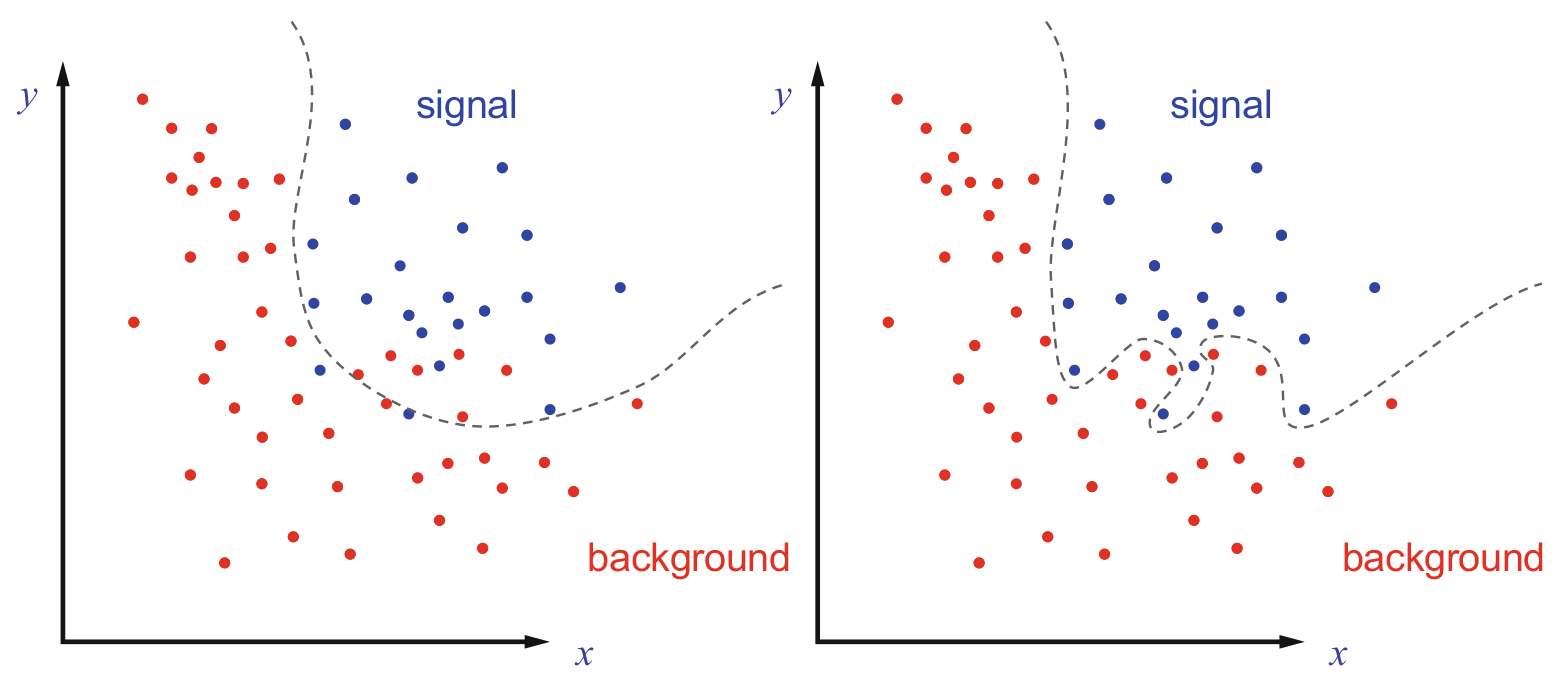 y
signal
background
x
y
signal
background
x